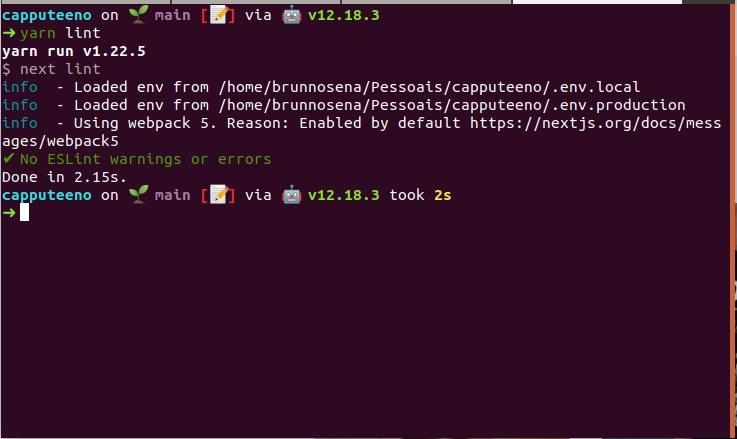 capputeeno on 🌱 main [📝] via 🤖 v12.18.3
➜ yarn lint
yarn run v1.22.5
$ next lint
info  - Loaded env from /home/brunnosena/Pessoais/capputeeno/.env.local
info  - Loaded env from /home/brunnosena/Pessoais/capputeeno/.env.production
info  - Using webpack 5. Reason: Enabled by default https://nextjs.org/docs/mess
ages/webpack5
✔ No ESLint warnings or errors
Done in 2.15s.
capputeeno on 🌱 main [📝] via 🤖 v12.18.3 took 2s
➜